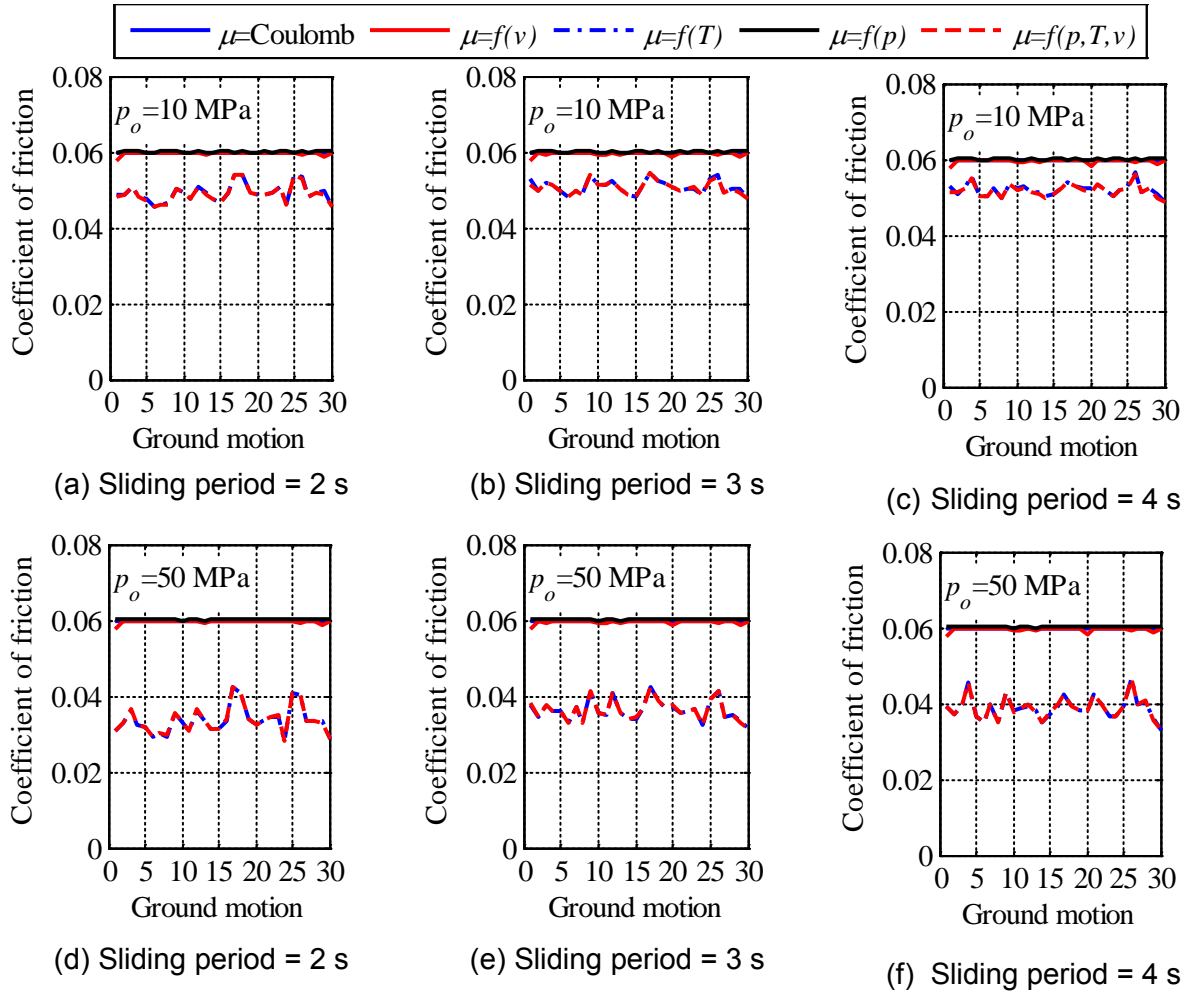 μ=Coulomb μ=f(v) μ=f(T) μ=f(p) μ=f(p,T,v)
0.08
0.06
0.04
0.02
0
p_o=10 MPa
Coefficient of friction
0 5 10 15 20 25 30
Ground motion
(a) Sliding period = 2 s
0.08
0.06
0.04
0.02
0
p_o=10 MPa
Coefficient of friction
0 5 10 15 20 25 30
Ground motion
(b) Sliding period = 3 s
0.08
0.06
0.04
0.02
0
p_o=10 MPa
Coefficient of friction
0 5 10 15 20 25 30
Ground motion
(c) Sliding period = 4 s
0.08
0.06
0.04
0.02
0
p_o=50 MPa
Coefficient of friction
0 5 10 15 20 25 30
Ground motion
(d) Sliding period = 2 s
0.08
0.06
0.04
0.02
0
p_o=50 MPa
Coefficient of friction
0 5 10 15 20 25 30
Ground motion
(e) Sliding period = 3 s
0.08
0.06
0.04
0.02
0
p_o=50 MPa
Coefficient of friction
0 5 10 15 20 25 30
Ground motion
(f) Sliding period = 4 s